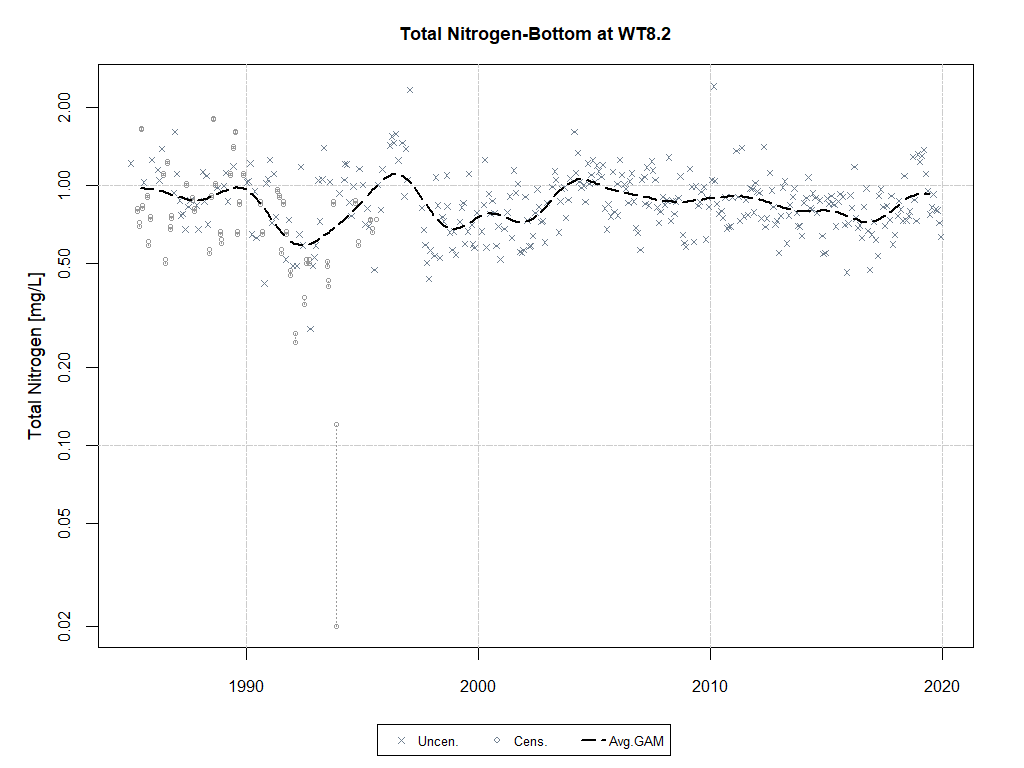 Total Nitrogen-Bottom at WT8.2
Total Nitrogen [mg/L]
2.00
1.00
0.50
0.20
0.10
0.05
0.02
1990
2000
2010
2020
Uncen.
Cens.
Avg.GAM